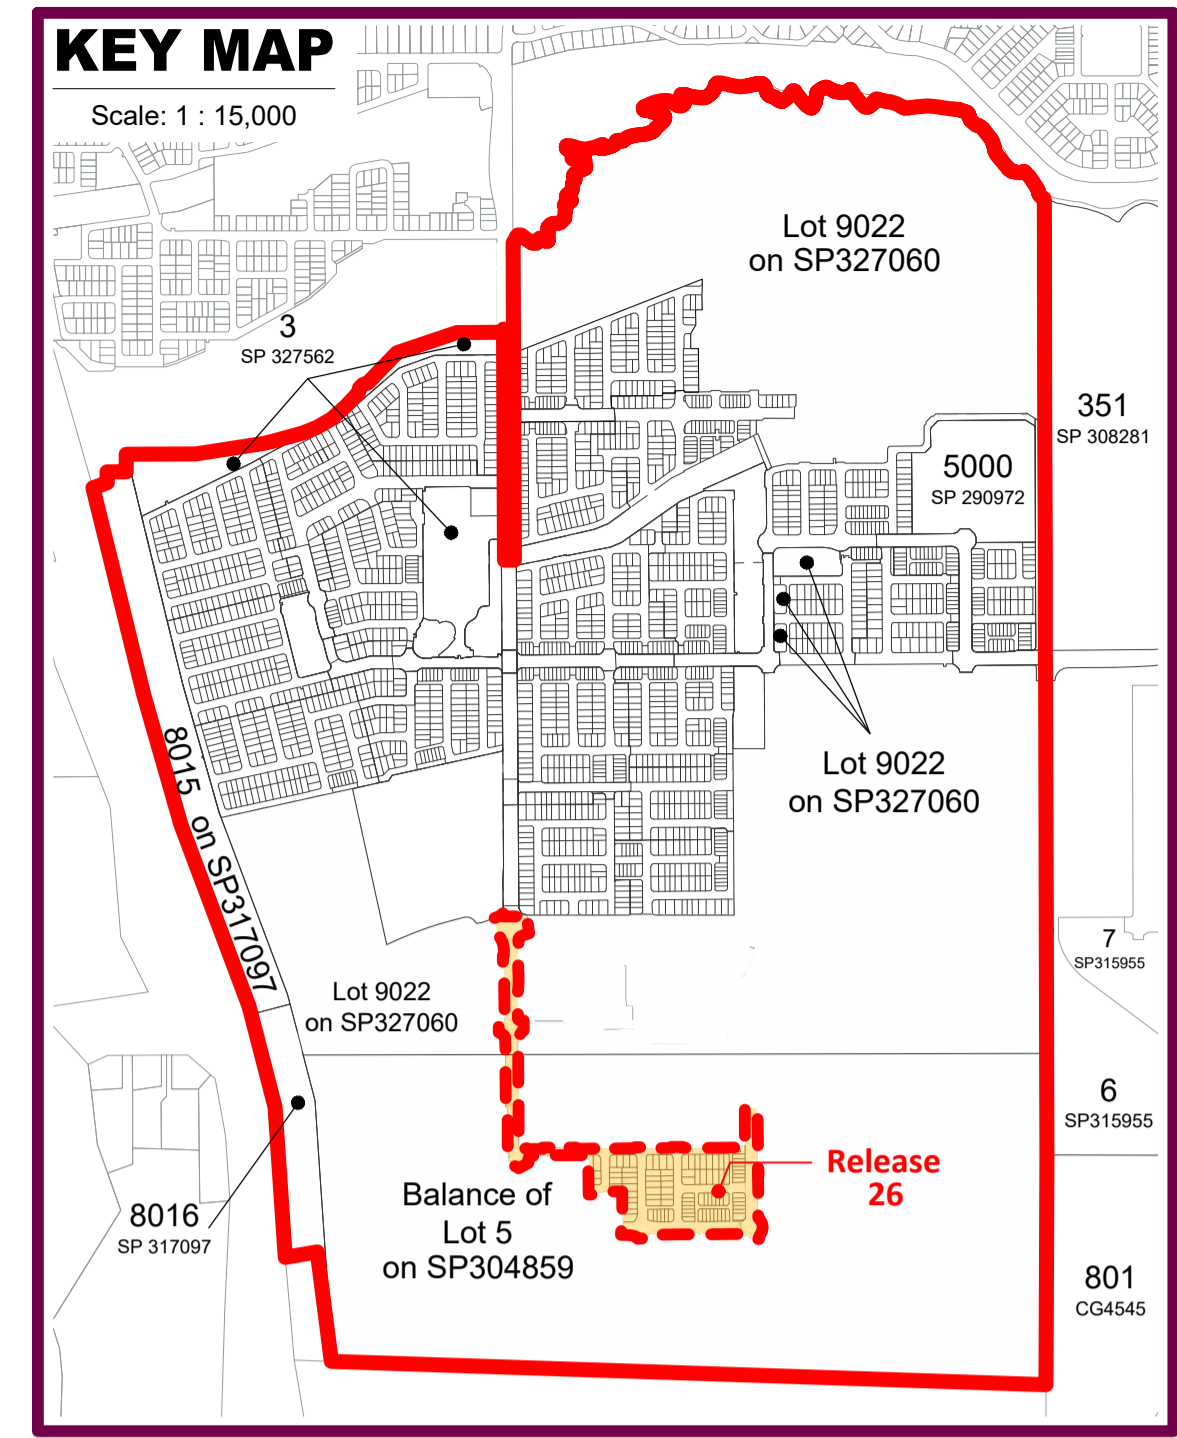 KEY MAP
Scale: 1 : 15,000
Lot 9022
on SP327060
3
SP 327562
351
SP 308281
5000
SP 290972
8015 on SP317097
Lot 9022
on SP327060
7
SP315955
Lot 9022
on SP327060
6
SP315955
Release
26
Balance of
Lot 5
on SP304859
8016
SP 317097
801
CG4545